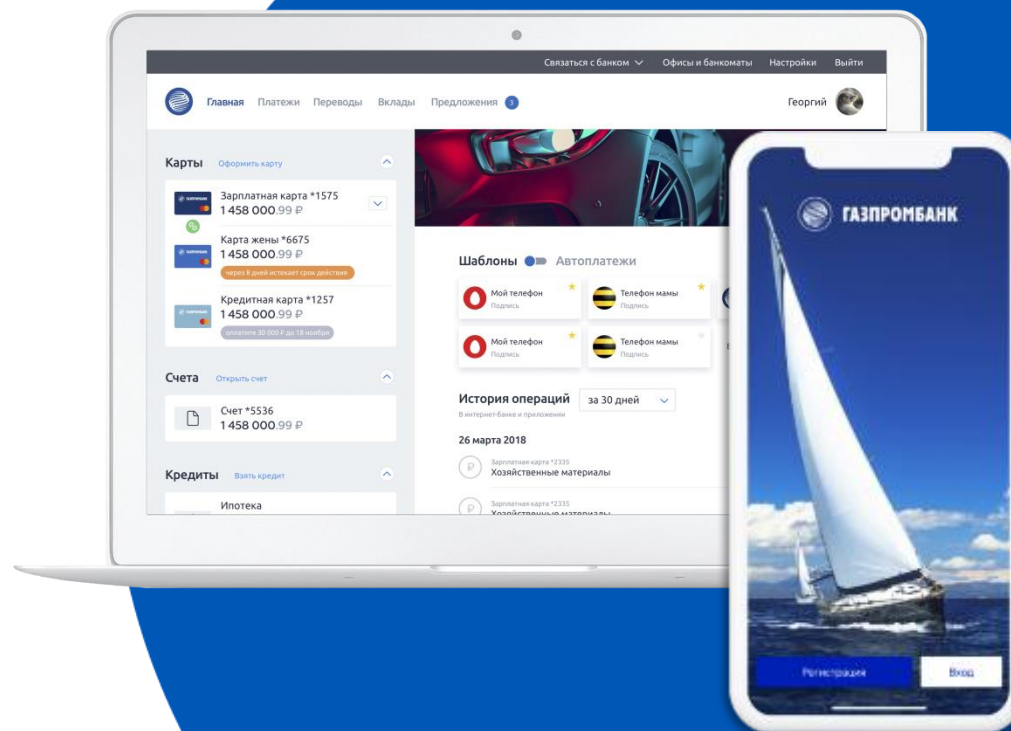 Связаться с банком
Офисы и банкоматы
Настройки
Выйти
Главная
Платежи
Переводы
Вклады
Предложения 3
Георгий
Карты
Оформить карту
Зарплатная карта *1575
1 458 000.99 ₽
Карта жены *6675
1 458 000.99 ₽
через 8 дней истекает срок действия
Кредитная карта *1257
1 458 000.99 ₽
оплатите 30 000 ₽ до 18 ноября
Счета
Открыть счет
Счет *5536
1 458 000.99 ₽
Кредиты
Взять кредит
Ипотека
Шаблоны
Автоплатежи
Мой телефон
Подпись
Телефон мамы
Подпись
Мой телефон
Подпись
Телефон мамы
Подпись
История операций
за 30 дней
В интернет-банке и приложении
26 марта 2018
Зарплатная карта *2335
Хозяйственные материалы
Зарплатная карта *2335
Хозяйственные материалы
ГАЗПРОМБАНК
Регистрация
Вход